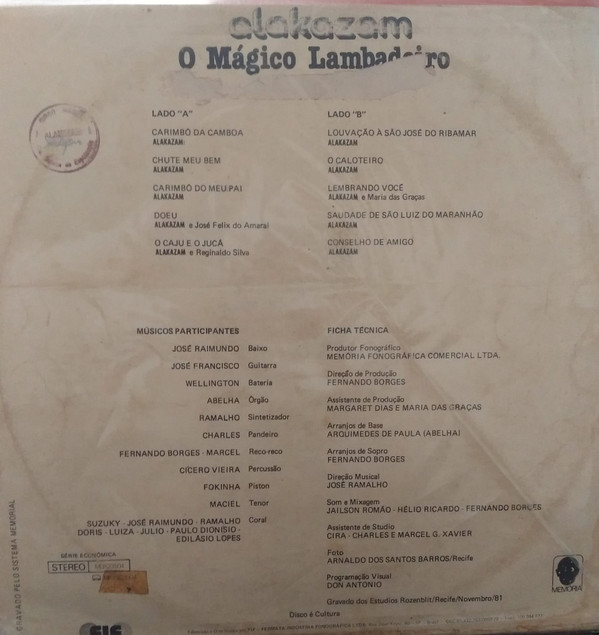 alakazam
O Mágico Lambadeiro
LADO "A"
CARIMBÓ DA CAMBOA
ALAKAZAM
CHUTE MEU BEM
ALAKAZAM
CARIMBÓ DO MEU PAI
ALAKAZAM
DOEU
ALAKAZAM e José Felix do Amaral
O CAJU E O JUCÁ
ALAKAZAM e Reginaldo Silva
LADO "B"
LOUVAÇÃO À SÃO JOSÉ DO RIBAMAR
ALAKAZAM
O CALOTEIRO
ALAKAZAM
LEMBRANDO VOCÊ
ALAKAZAM e Maria das Graças
SAUDADE DE SÃO LUIZ DO MARANHÃO
ALAKAZAM
CONSELHO DE AMIGO
ALAKAZAM
MÚSICOS PARTICIPANTES
JOSÉ RAIMUNDO Baixo
JOSÉ FRANCISCO Guitarra
WELLINGTON Bateria
ABELHA Órgão
RAMALHO Sintetizador
CHARLES Pandeiro
FERNANDO BORGES - MARCEL Reco-reco
CÍCERO VIEIRA Percussão
FOKINHA Piston
MACIEL Tenor
SUZUKY - JOSÉ RAIMUNDO - RAMALHO Coral
DORIS - LUIZA - JULIO - PAULO DIONÍSIO -
EDILÁSIO LOPES
FICHA TÉCNICA
Produtor Fonográfico
MEMÓRIA FONOGRÁFICA COMERCIAL LTDA.
Direção de Produção
FERNANDO BORGES
Assistente de Produção
MARGARET DIAS E MARIA DAS GRAÇAS
Arranjos de Base
ARQUIMEDES DE PAULA (ABELHA)
Arranjos de Sopro
FERNANDO BORGES
Direção Musical
JOSÉ RAMALHO
Som e Mixagem
JAILSON ROMÃO - HÉLIO RICARDO - FERNANDO BORGES
Assistente de Studio
CIRA - CHARLES E MARCEL G. XAVIER
Foto
ARNALDO DOS SANTOS BARROS/Recife
Programação Visual
DON ANTONIO
Gravado dos Estudios Rozenblit/Recife/Novembro/81
GRAVADO PELO SISTEMA MEMORIAL
SÉRIE ECONÔMICA
STEREO
MEMÓRIA
Disco é Cultura